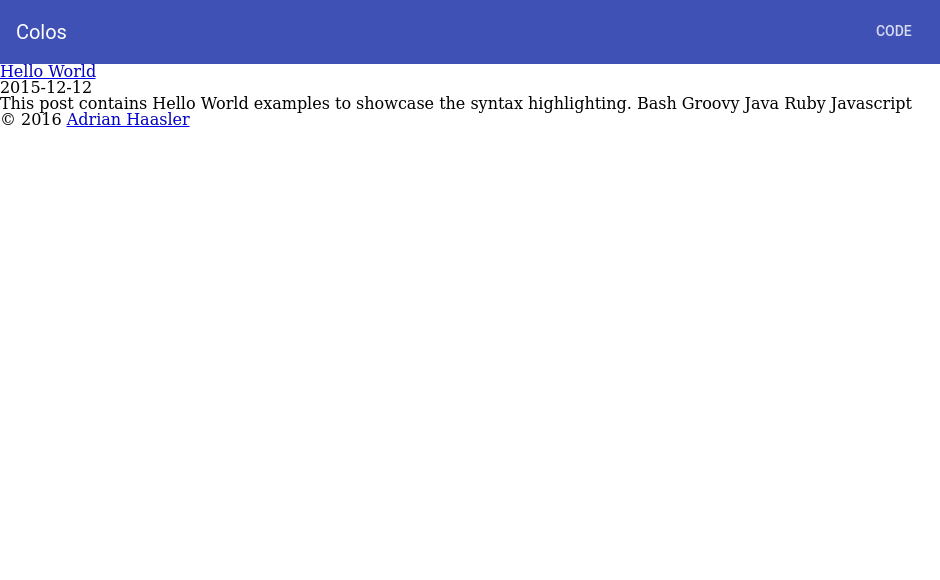 Colos
CODE
Hello World
2015-12-12
This post contains Hello World examples to showcase the syntax highlighting. Bash Groovy Java Ruby Javascript
© 2016 Adrian Haasler